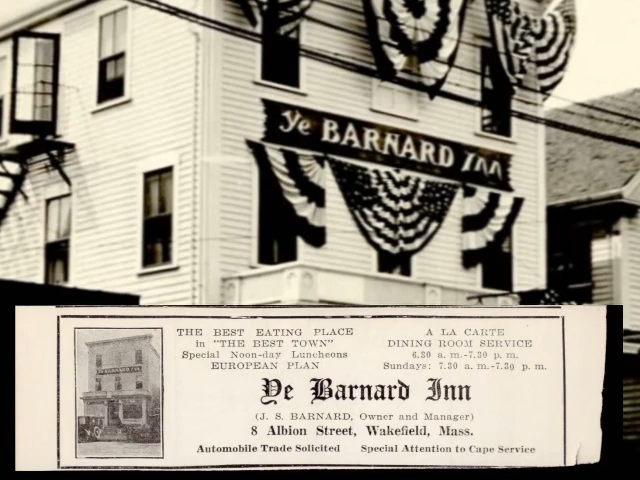 Ye BARNARD INN
THE BEST EATING PLACE
in "THE BEST TOWN"
Special Noon-day Luncheons
EUROPEAN PLAN
A LA CARTE
DINING ROOM SERVICE
6.30 a. m.-7.30 p. m.
Sundays: 7.30 a. m.-7.30 p. m.
Ye Barnard Inn
(J. S. BARNARD, Owner and Manager)
8 Albion Street, Wakefield, Mass.
Automobile Trade Solicited Special Attention to Cape Service